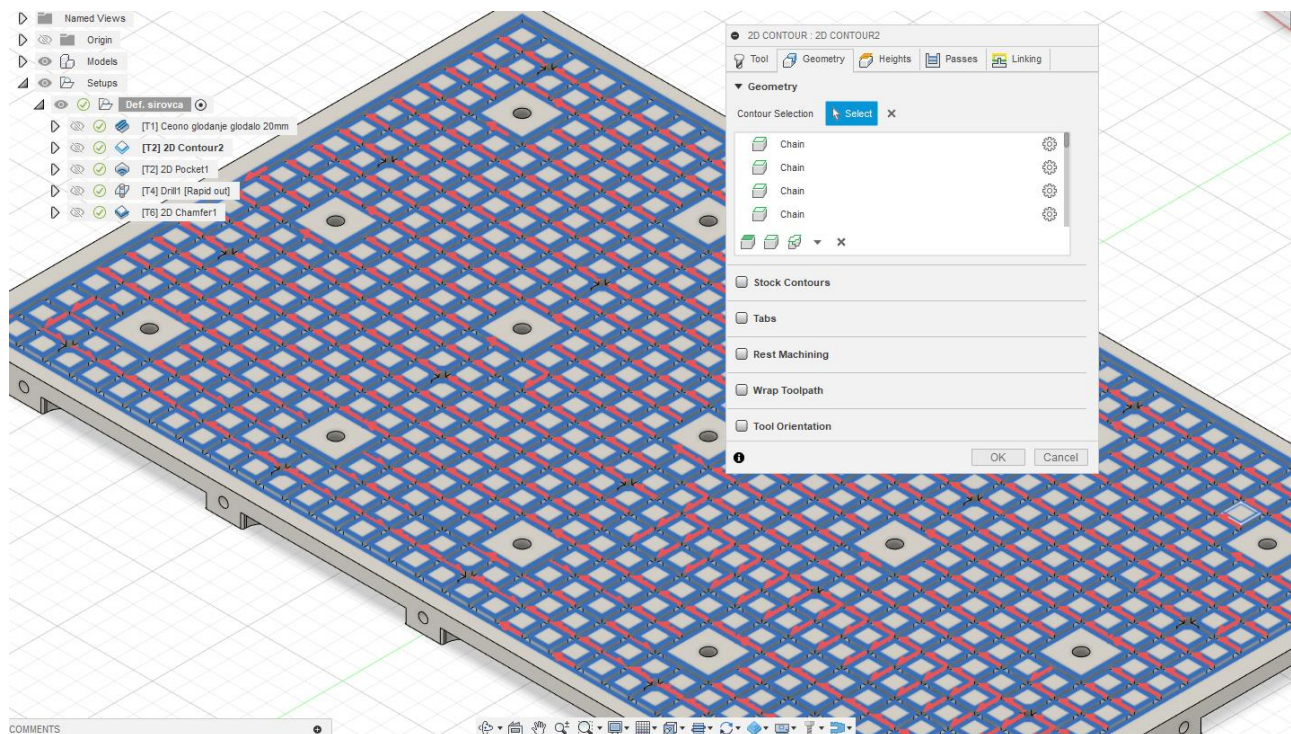 Named Views
Origin
Models
Setups
Def. sirovca
[T1] Ceono glodanje glodalo 20mm
[T2] 2D Contour2
[T2] 2D Pocket1
[T4] Drill1 [Rapid out]
[T6] 2D Chamfer1
2D CONTOUR : 2D CONTOUR2
Tool Geometry Heights Passes Linking
Geometry
Contour Selection Select
Chain
Chain
Chain
Chain
Stock Contours
Tabs
Rest Machining
Wrap Toolpath
Tool Orientation
OK Cancel
COMMENTS